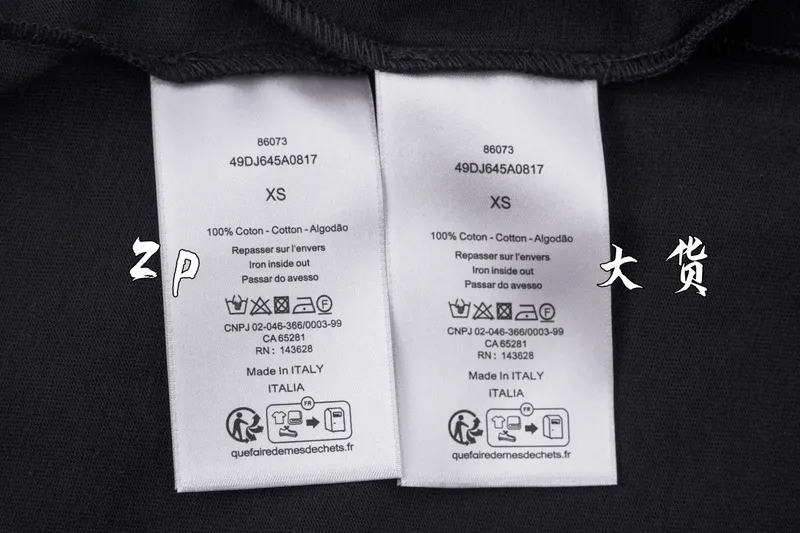 86073
49DJ645A0817
XS
100% Coton - Cotton - Algodão
Repasser sur l'envers
Iron inside out
Passar do avesso
F
CNPJ 02-046-366/0003-99
CA 65281
RN : 143628
Made In ITALY
ITALIA
FR
quefairedemesdechets.fr
Zp
86073
49DJ645A0817
XS
100% Coton - Cotton - Algodão
Repasser sur l'envers
Iron inside out
Passar do avesso
F
CNPJ 02-046-366/0003-99
CA 65281
RN : 143628
Made In ITALY
ITALIA
FR
quefairedemesdechets.fr
大 货